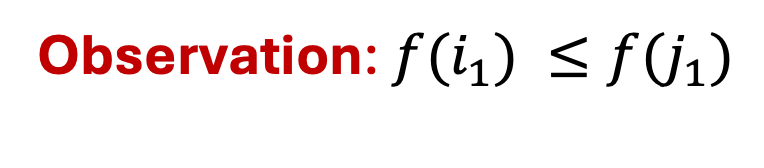 Observation: f(i₁) ≤ f(j₁)